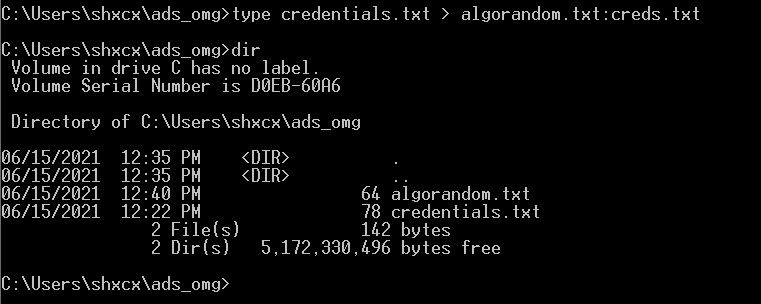 C:\Users\shxcx\ads_omg>type credentials.txt > algorandom.txt:creds.txt
C:\Users\shxcx\ads_omg>dir
 Volume in drive C has no label.
 Volume Serial Number is D0EB-60A6
 Directory of C:\Users\shxcx\ads_omg
06/15/2021  12:35 PM    <DIR>          .
06/15/2021  12:35 PM    <DIR>          ..
06/15/2021  12:40 PM                64 algorandom.txt
06/15/2021  12:22 PM                78 credentials.txt
               2 File(s)            142 bytes
               2 Dir(s)   5,172,330,496 bytes free
C:\Users\shxcx\ads_omg>